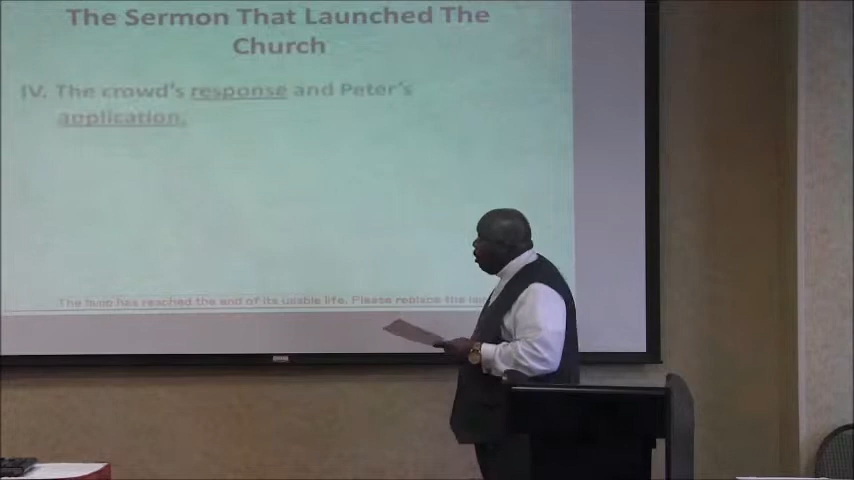 The Sermon That Launched The
Church
IV. The crowd's response and Peter's
application.
The lamp has reached the end of its usable life. Please replace the